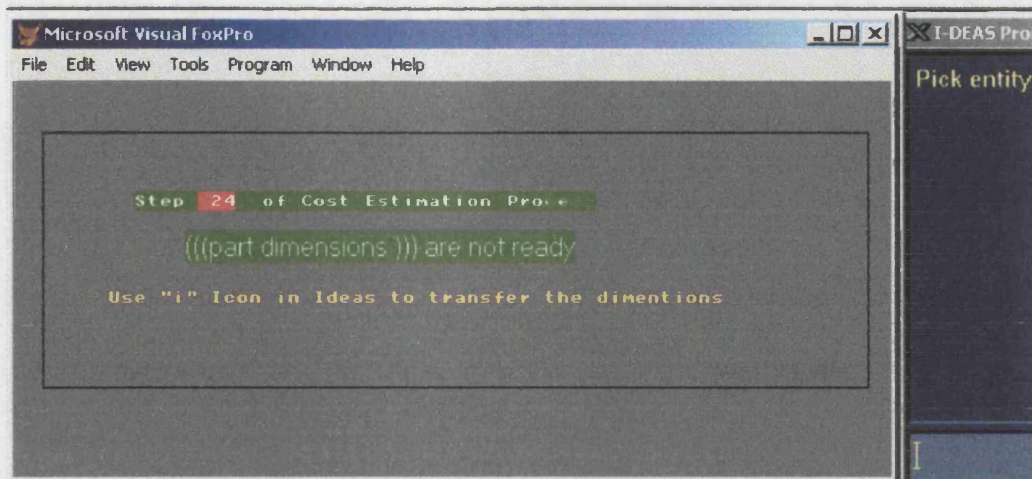 Microsoft Visual FoxPro
File Edit View Tools Program Window Help
Step 24 of Cost Estimation
(((part dimensions ))) are not ready
Use "i" Icon in Ideas to transfer the dimentions
I-DEAS Pro
Pick entity